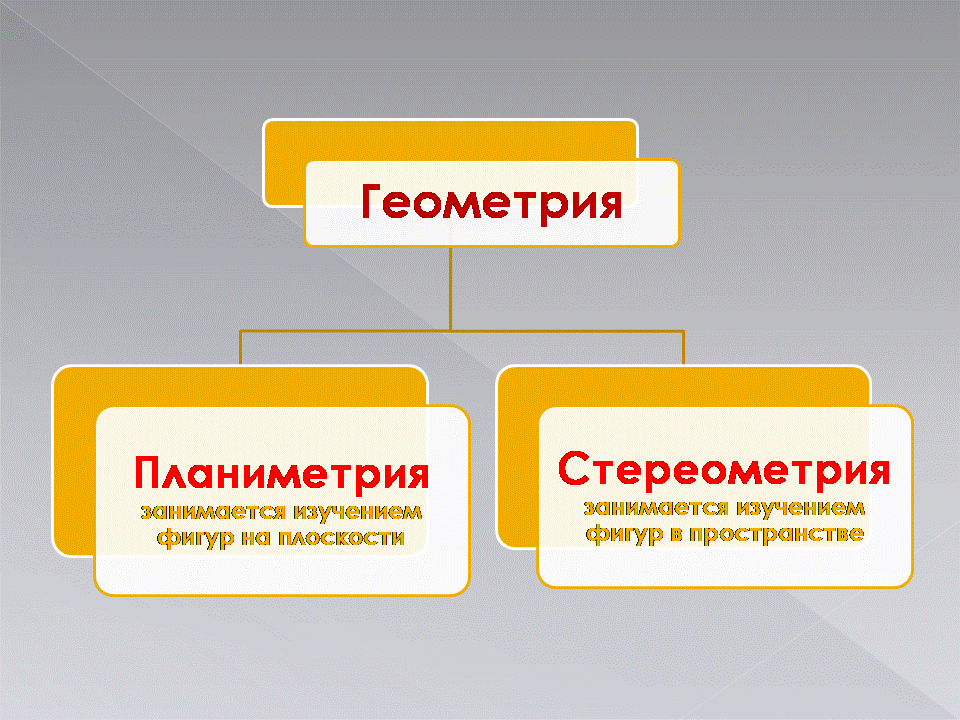 Геометрия
Планиметрия
занимается изучением
фигур на плоскости
Стереометрия
занимается изучением
фигур в пространстве